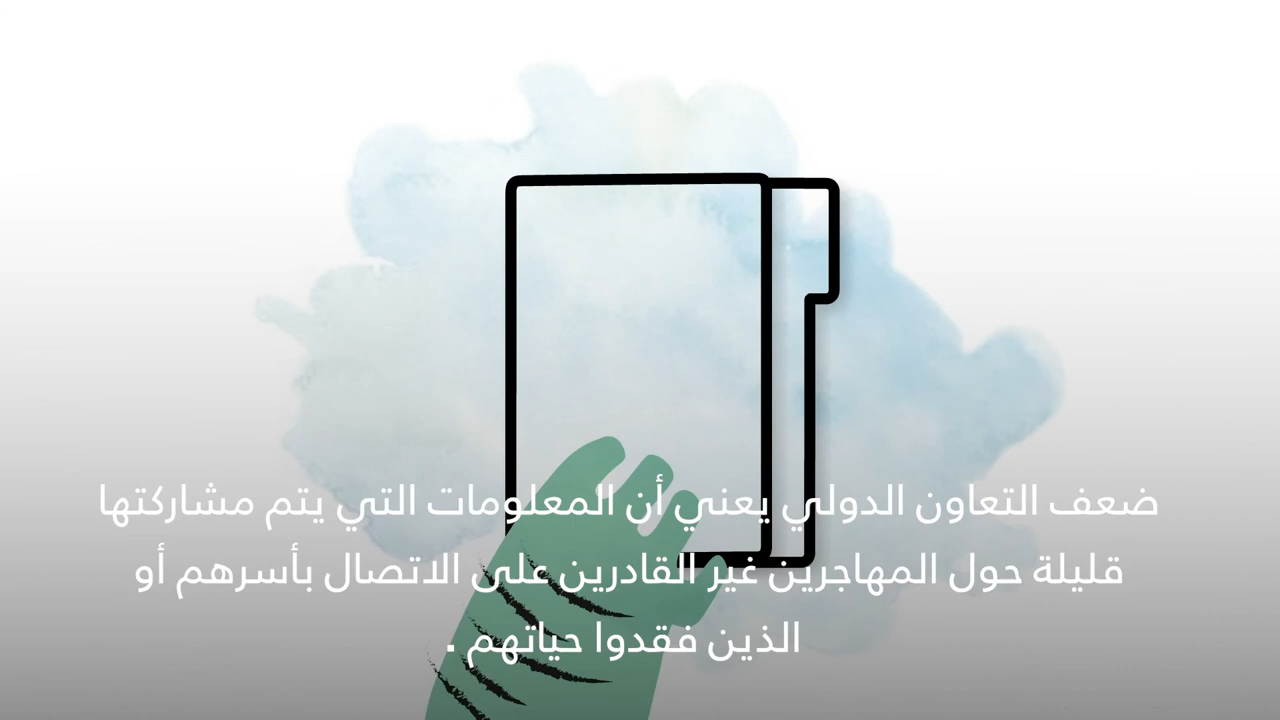 ضعف التعاون الدولي يعني أن المعلومات التي يتم مشاركتها
قليلة حول المهاجرين غير القادرين على الاتصال بأسرهم أو
الذين فقدوا حياتهم .